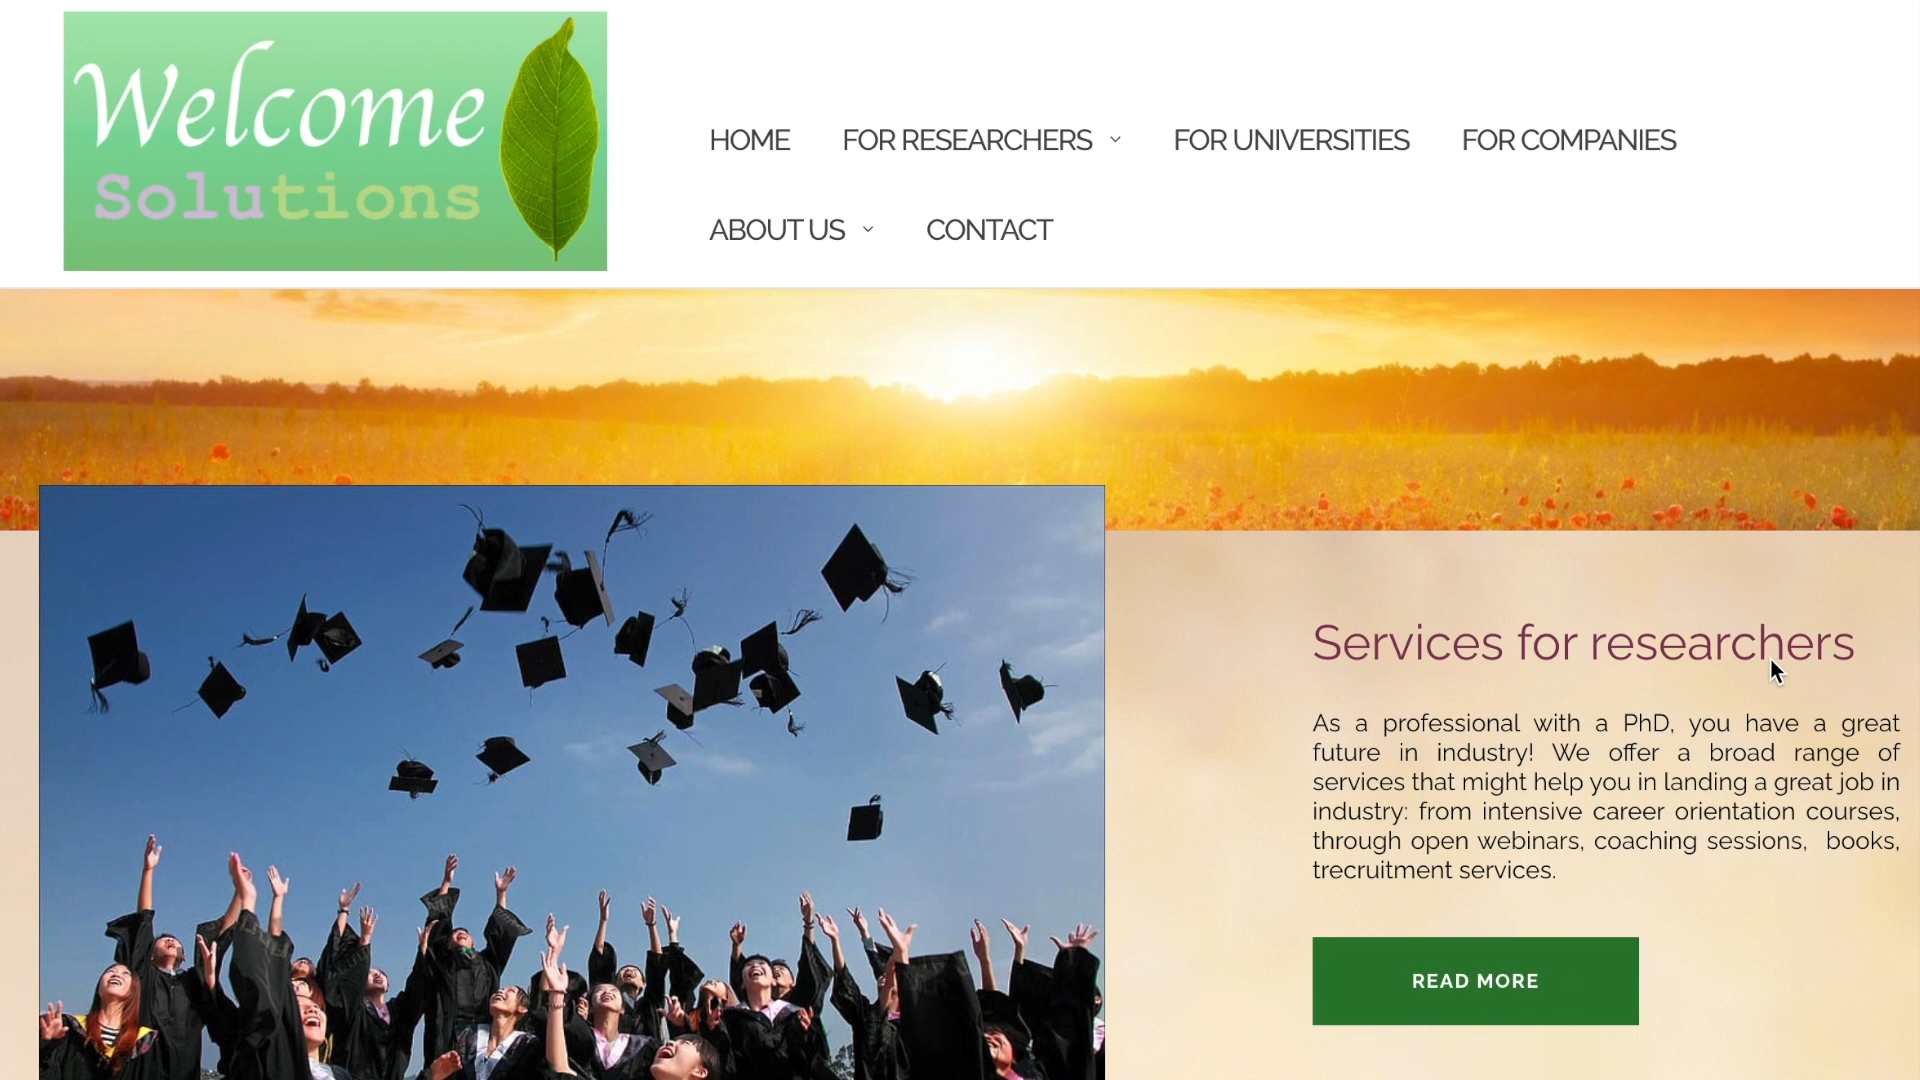 Welcome
Solutions
HOME FOR RESEARCHERS FOR UNIVERSITIES FOR COMPANIES
ABOUT US CONTACT
Services for researchers
As a professional with a PhD, you have a great
future in industry! We offer a broad range of
services that might help you in landing a great job in
industry: from intensive career orientation courses,
through open webinars, coaching sessions, books,
trecruitment services.
READ MORE